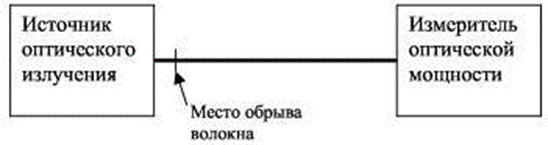 Источник
оптического
излучения
Измеритель
оптической
мощности
Место обрыва
волокна